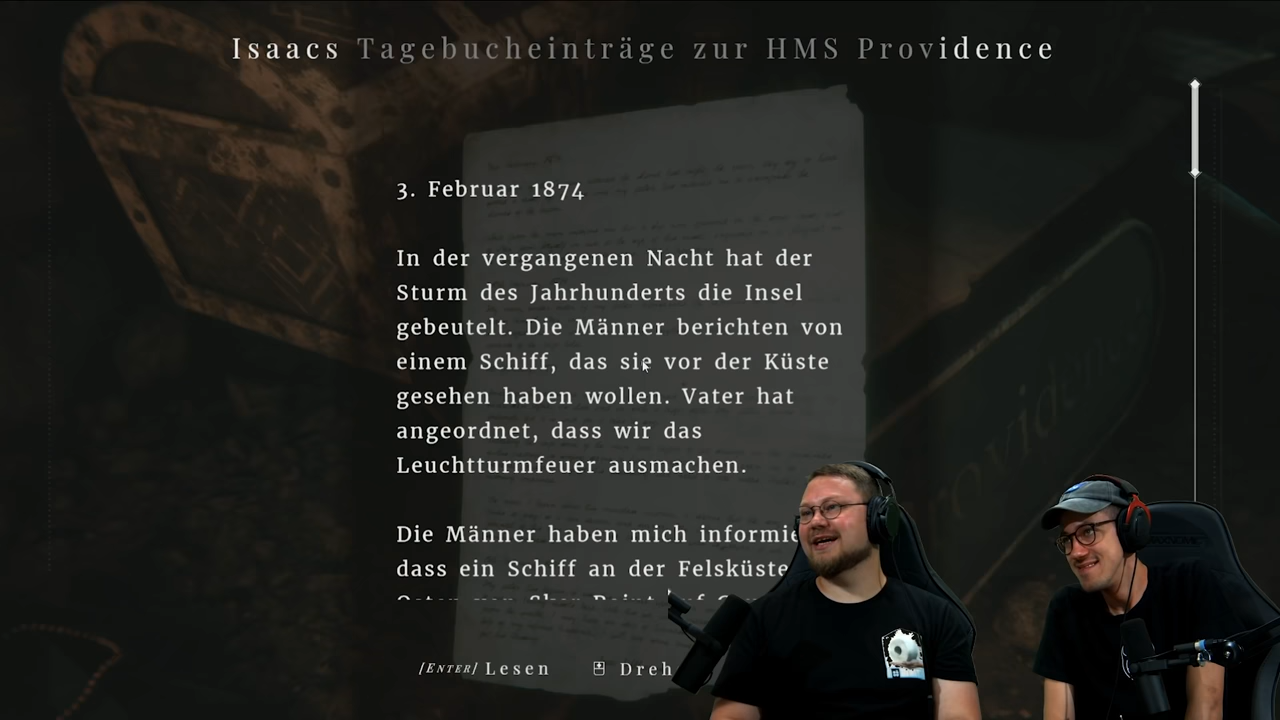 Isaacs Tagebucheinträge zur HMS Providence
3. Februar 1874
In der vergangenen Nacht hat der
Sturm des Jahrhunderts die Insel
gebeutelt. Die Männer berichten von
einem Schiff, das sie vor der Küste
gesehen haben wollen. Vater hat
angeordnet, dass wir das
Leuchtturmfeuer ausmachen.
Die Männer haben mich informie
dass ein Schiff an der Felsküste
[ENTER] Lesen
Dreh